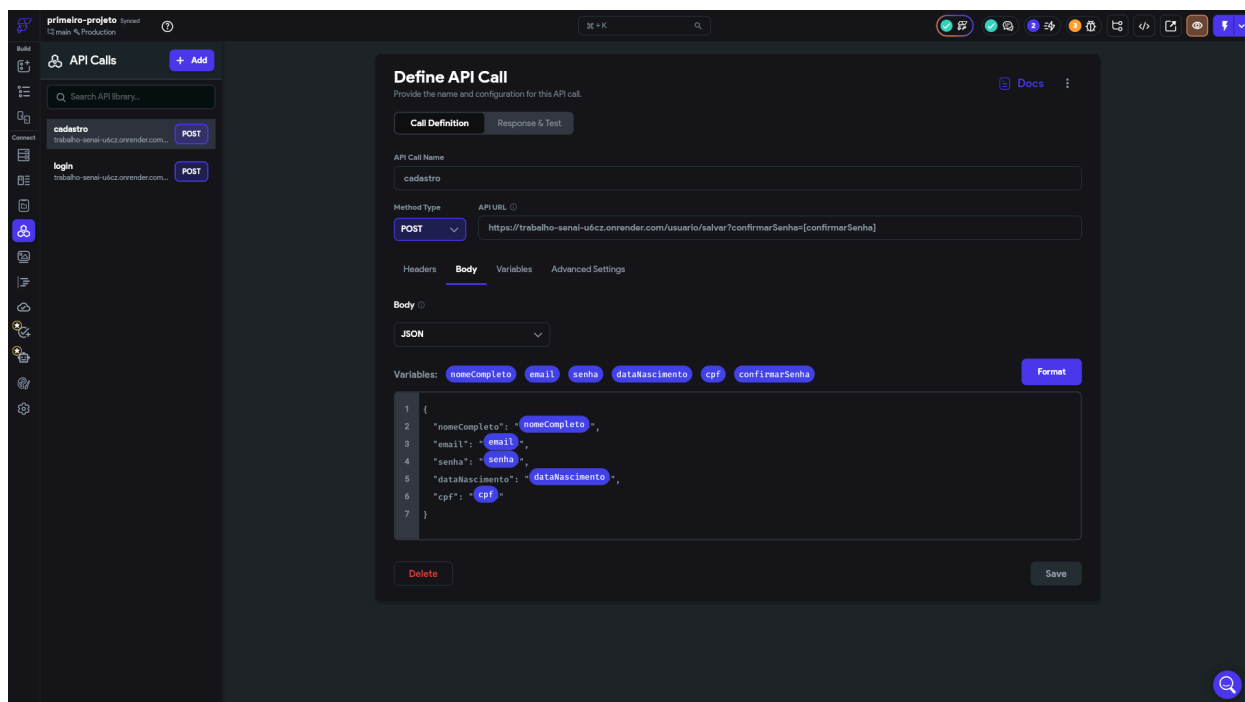 primeiro-projeto Synced
main Production
⌘+K
2
3
Build
Connect
API Calls
+ Add
Search API library...
cadastro
trabalho-senai-u6cz.onrender.com...
POST
login
trabalho-senai-u6cz.onrender.com...
POST
Define API Call
Provide the name and configuration for this API call.
Docs
Call Definition Response & Test
API Call Name
cadastro
Method Type API URL
POST https://trabalho-senai-u6cz.onrender.com/usuario/salvar?confirmarSenha=[confirmarSenha]
Headers Body Variables Advanced Settings
Body
JSON
Variables: nomeCompleto email senha dataNascimento cpf confirmarSenha
Format
1 {
2 "nomeCompleto": "nomeCompleto",
3 "email": "email",
4 "senha": "senha",
5 "dataNascimento": "dataNascimento",
6 "cpf": "cpf"
7 }
Delete Save